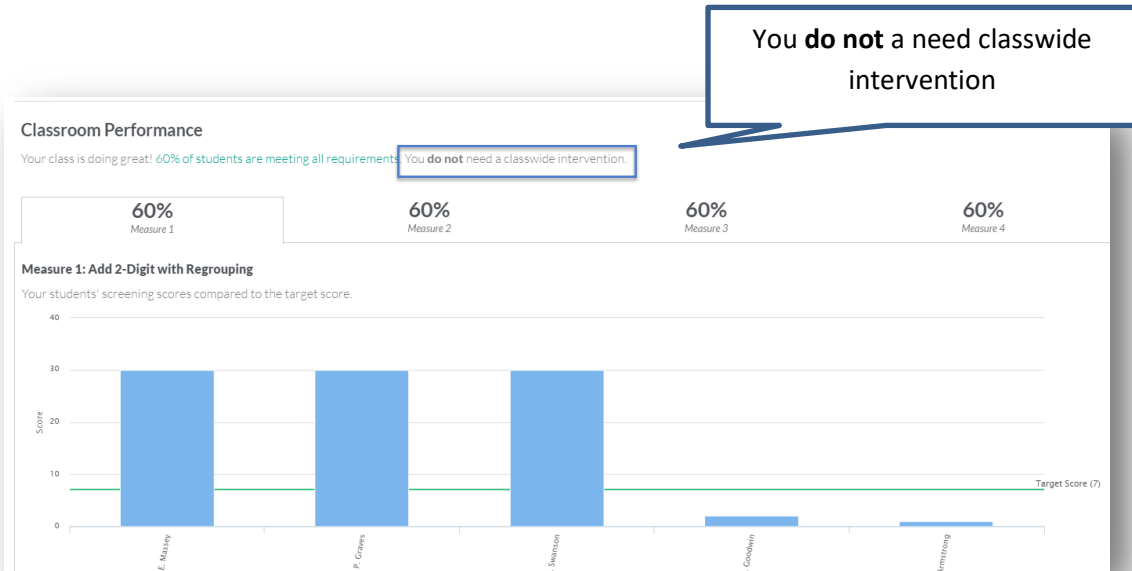 You do not a need classwide
intervention
Classroom Performance
Your class is doing great! 60% of students are meeting all requirements. You do not need a classwide intervention.
60%
Measure 1
60%
Measure 2
60%
Measure 3
60%
Measure 4
Measure 1: Add 2-Digit with Regrouping
Your students' screening scores compared to the target score.
40
30
20
10
0
Score
Target Score (7)
E. Massey
P. Graves
Swanson
Goodwin
Armstrong